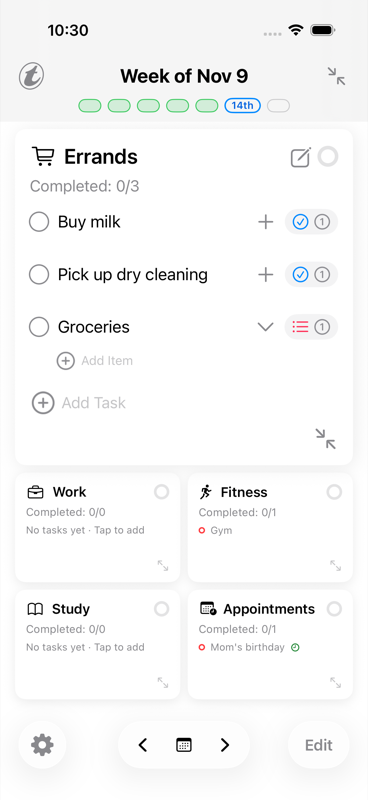 10:30
t
Week of Nov 9
14th
Errands
Completed: 0/3
Buy milk
1
Pick up dry cleaning
1
Groceries
1
Add Item
Add Task
Work
Completed: 0/0
No tasks yet · Tap to add
Fitness
Completed: 0/1
Gym
Study
Completed: 0/0
No tasks yet · Tap to add
Appointments
Completed: 0/1
Mom's birthday
Edit